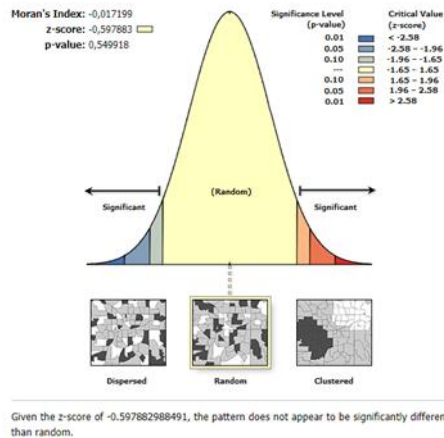 Moran's Index: -0,017199
z-score: -0,597883
p-value: 0,549918
Significance Level
(p-value)
Critical Value
(z-score)
0.01 < -2.58
0.05 -2.58 – -1.96
0.10 -1.96 – -1.65
— -1.65 – 1.65
0.10 1.65 – 1.96
0.05 1.96 – 2.58
0.01 > 2.58
(Random)
Significant Significant
Dispersed Random Clustered
Given the z-score of -0.597882988491, the pattern does not appear to be significantly differen
than random.